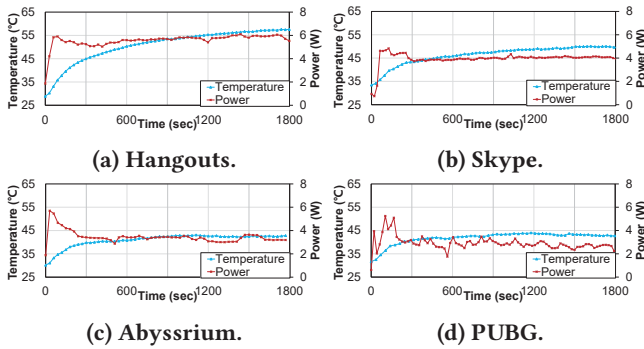 65 8
55 6
45 4
35 2
25 0
0 600 1200 1800
Temperature (℃)
Power (W)
Time (sec)
Temperature
Power
(a) Hangouts.
65 8
55 6
45 4
35 2
25 0
0 600 1200 1800
Temperature (℃)
Power (W)
Time (sec)
Temperature
Power
(b) Skype.
65 8
55 6
45 4
35 2
25 0
0 600 1200 1800
Temperature (℃)
Power (W)
Time (sec)
Temperature
Power
(c) Abyssrium.
65 8
55 6
45 4
35 2
25 0
0 600 1200 1800
Temperature (℃)
Power (W)
Time (sec)
Temperature
Power
(d) PUBG.